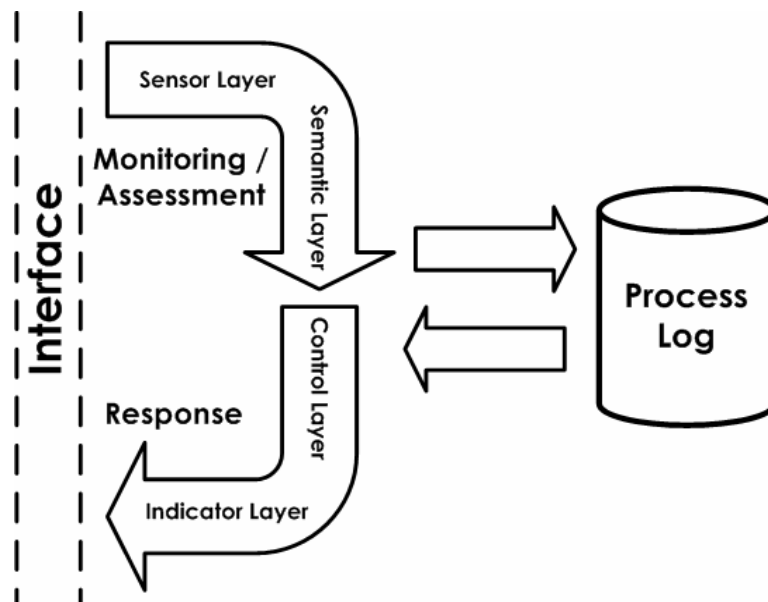 Sensor Layer
Semantic Layer
Monitoring /
Assessment
Interface
Process
Log
Control Layer
Response
Indicator Layer